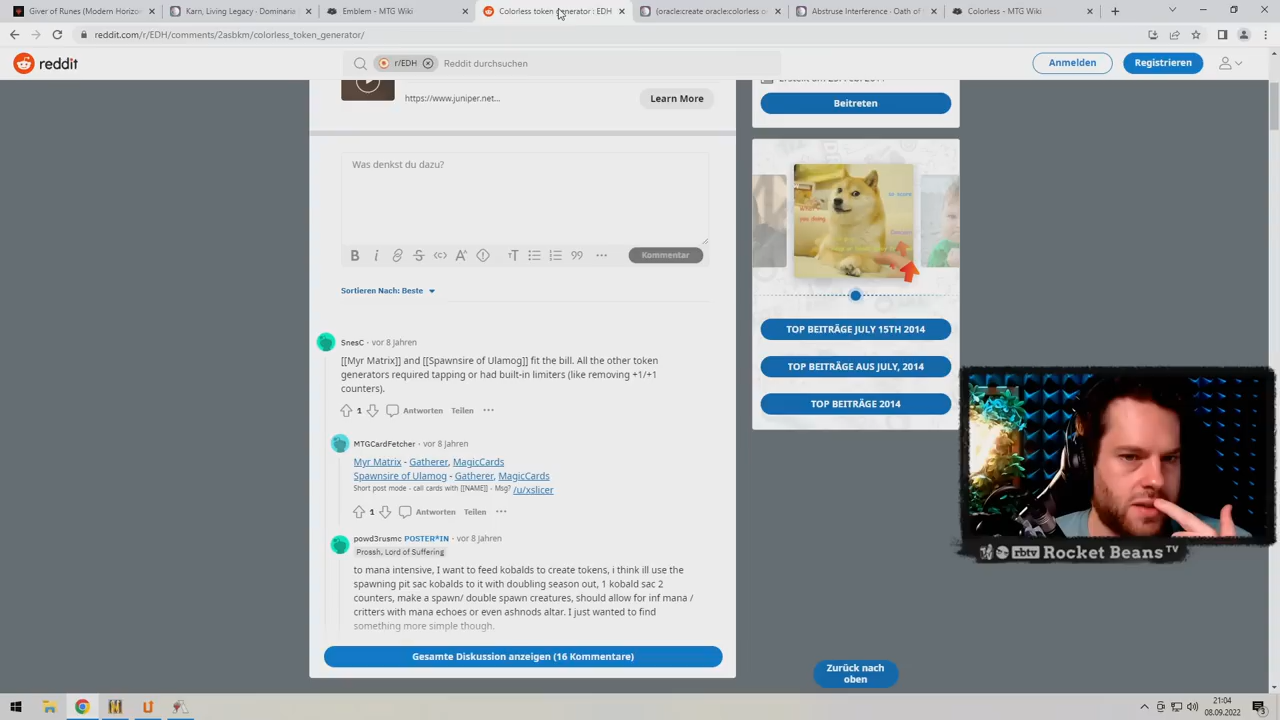 Giver of Runes (Modern Horizon
Karn, Living Legacy · Dominaria
Emblem - MTG Wiki
Colorless token generator : EDH
(oracle:create oracle:colorless o
Abstruse Interference · Oath of
Colorless - MTG Wiki
reddit.com/r/EDH/comments/2asbkm/colorless_token_generator/
reddit
r/EDH
Reddit durchsuchen
Anmelden
Registrieren
https://www.juniper.net...
Learn More
Beitreten
Was denkst du dazu?
Kommentar
Sortieren Nach: Beste
SnesC · vor 8 Jahren
[[Myr Matrix]] and [[Spawnsire of Ulamog]] fit the bill. All the other token
generators required tapping or had built-in limiters (like removing +1/+1
counters).
1
Antworten
Teilen
MTGCardFetcher · vor 8 Jahren
Myr Matrix - Gatherer, MagicCards
Spawnsire of Ulamog - Gatherer, MagicCards
Short post mode - call cards with [[NAME]] - Msg? /u/xslicer
1
Antworten
Teilen
powd3rusmc POSTER*IN · vor 8 Jahren
Prossh, Lord of Suffering
to mana intensive, I want to feed kobalds to create tokens, i think ill use the
spawning pit sac kobalds to it with doubling season out, 1 kobald sac 2
counters, make a spawn/ double spawn creatures, should allow for inf mana /
critters with mana echoes or even ashnods altar. I just wanted to find
something more simple though.
Gesamte Diskussion anzeigen (16 Kommentare)
TOP BEITRÄGE JULY 15TH 2014
TOP BEITRÄGE AUS JULY, 2014
TOP BEITRÄGE 2014
Zurück nach
oben
rbtv Rocket Beans TV
21:04
08.09.2022
3